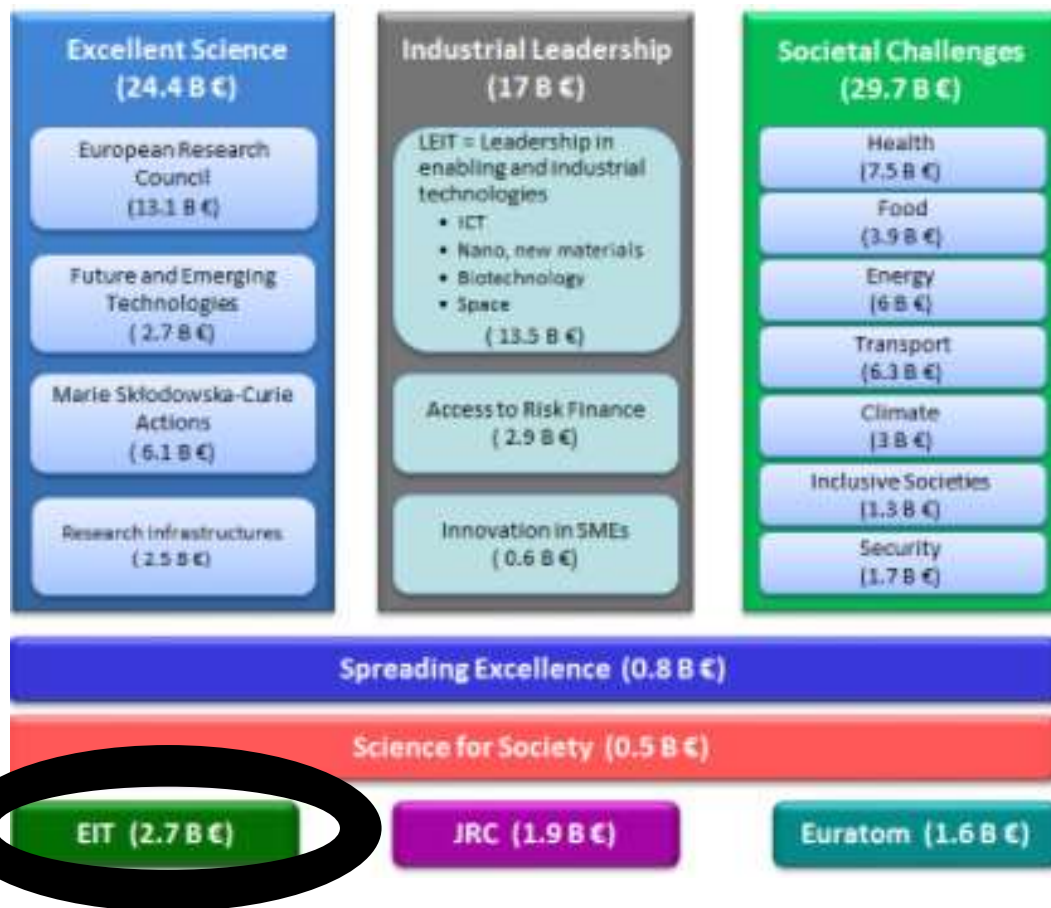 Excellent Science
(24.4 B €)
European Research
Council
(13.1 B €)
Future and Emerging
Technologies
( 2.7 B €)
Marie Skłodowska-Curie
Actions
( 6.1 B €)
Research Infrastructures
( 2.5 B €)
Industrial Leadership
(17 B €)
LEIT = Leadership in
enabling and industrial
technologies
• ICT
• Nano, new materials
• Biotechnology
• Space
( 13.5 B €)
Access to Risk Finance
( 2.9 B €)
Innovation in SMEs
( 0.6 B €)
Societal Challenges
(29.7 B €)
Health
(7.5 B €)
Food
(3.9 B €)
Energy
(6 B €)
Transport
(6.3 B €)
Climate
(3 B €)
Inclusive Societies
(1.3 B €)
Security
(1.7 B €)
Spreading Excellence (0.8 B €)
Science for Society (0.5 B €)
EIT (2.7 B €)
JRC (1.9 B €)
Euratom (1.6 B €)